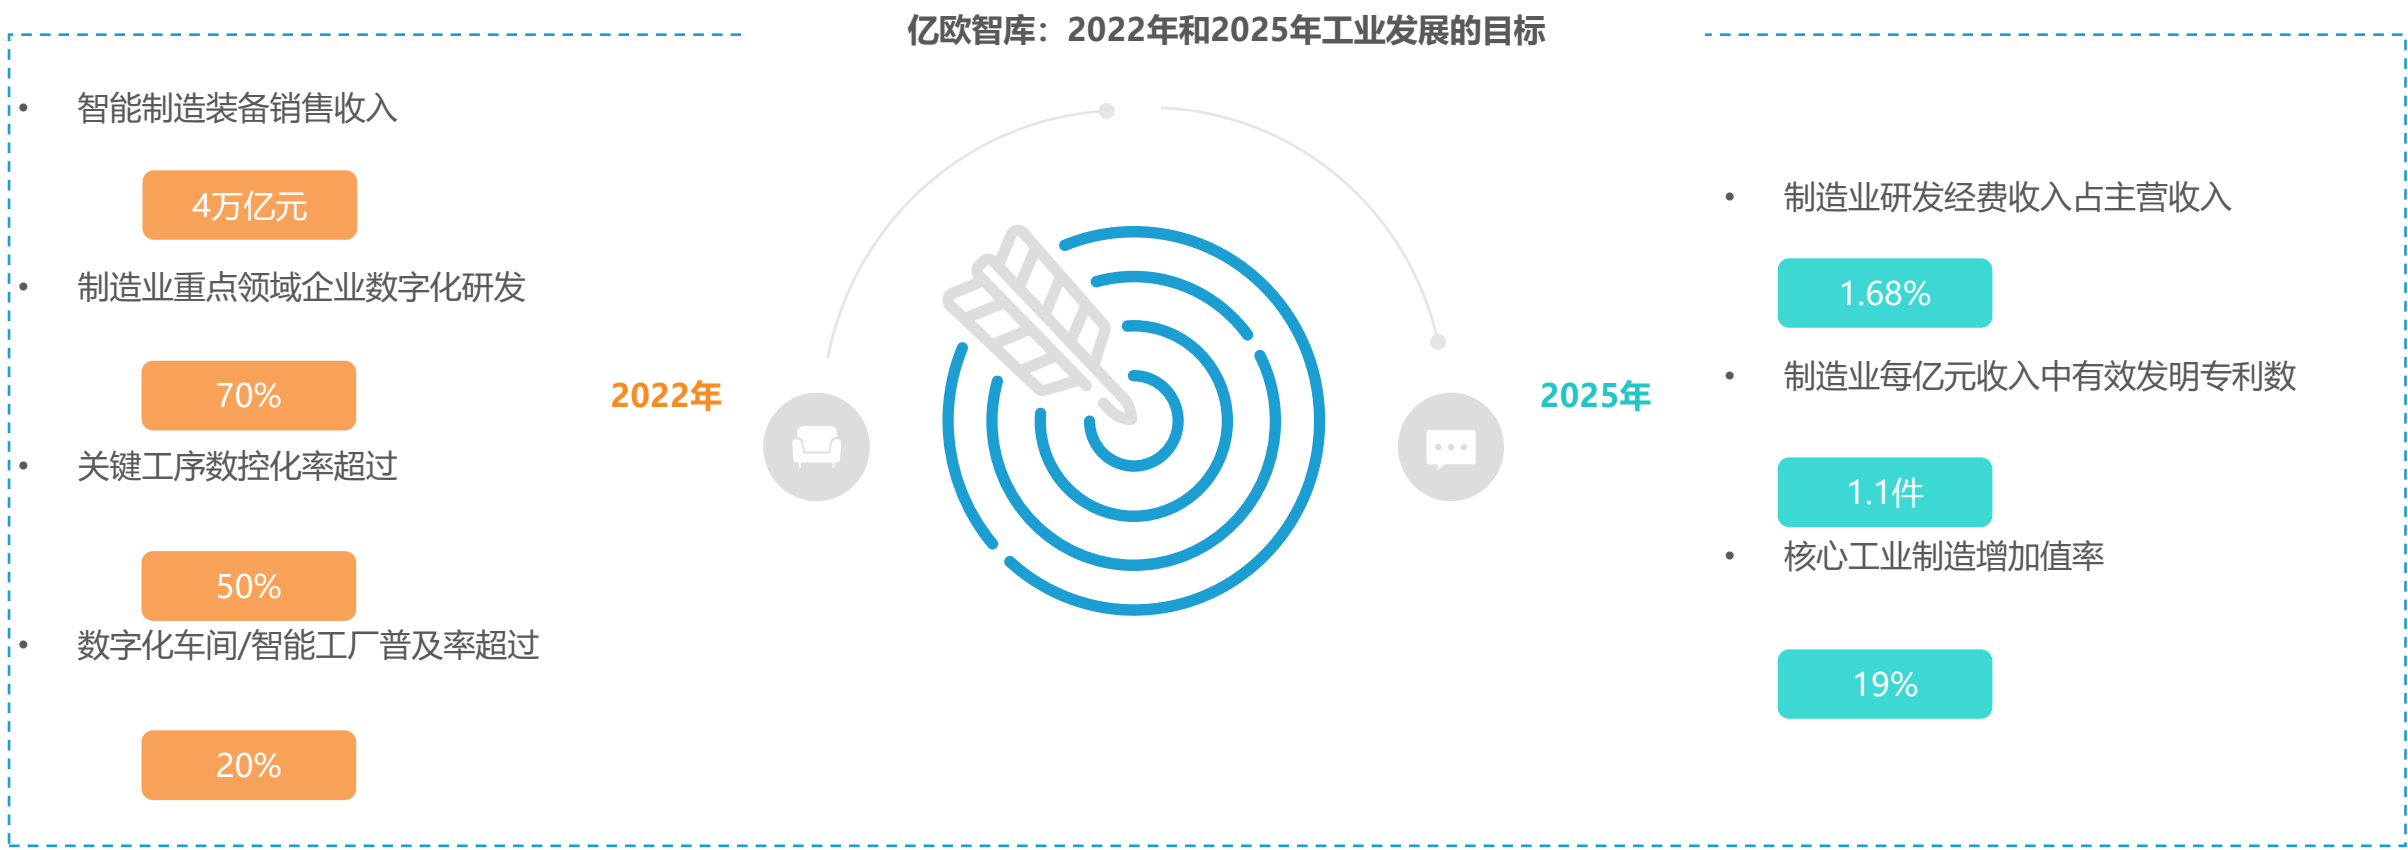 亿欧智库：2022年和2025年工业发展的目标
• 智能制造装备销售收入
4万亿元
• 制造业重点领域企业数字化研发
70%
• 关键工序数控化率超过
50%
• 数字化车间/智能工厂普及率超过
20%
2022年
2025年
• 制造业研发经费收入占主营收入
1.68%
• 制造业每亿元收入中有效发明专利数
1.1件
• 核心工业制造增加值率
19%